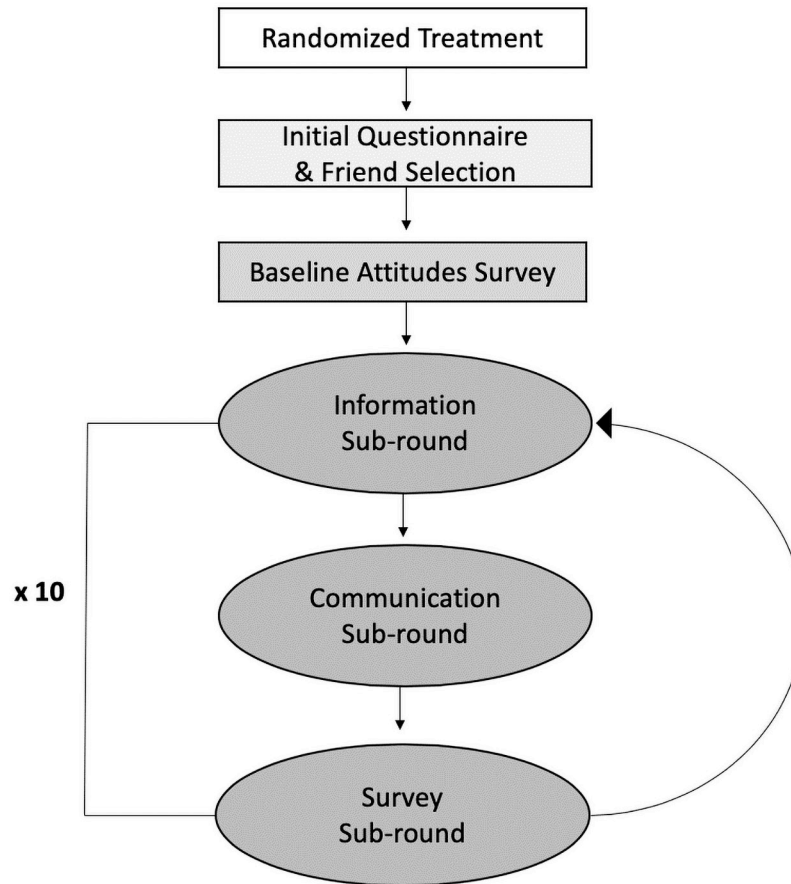 Randomized Treatment
Initial Questionnaire
& Friend Selection
Baseline Attitudes Survey
Information
Sub-round
x 10
Communication
Sub-round
Survey
Sub-round